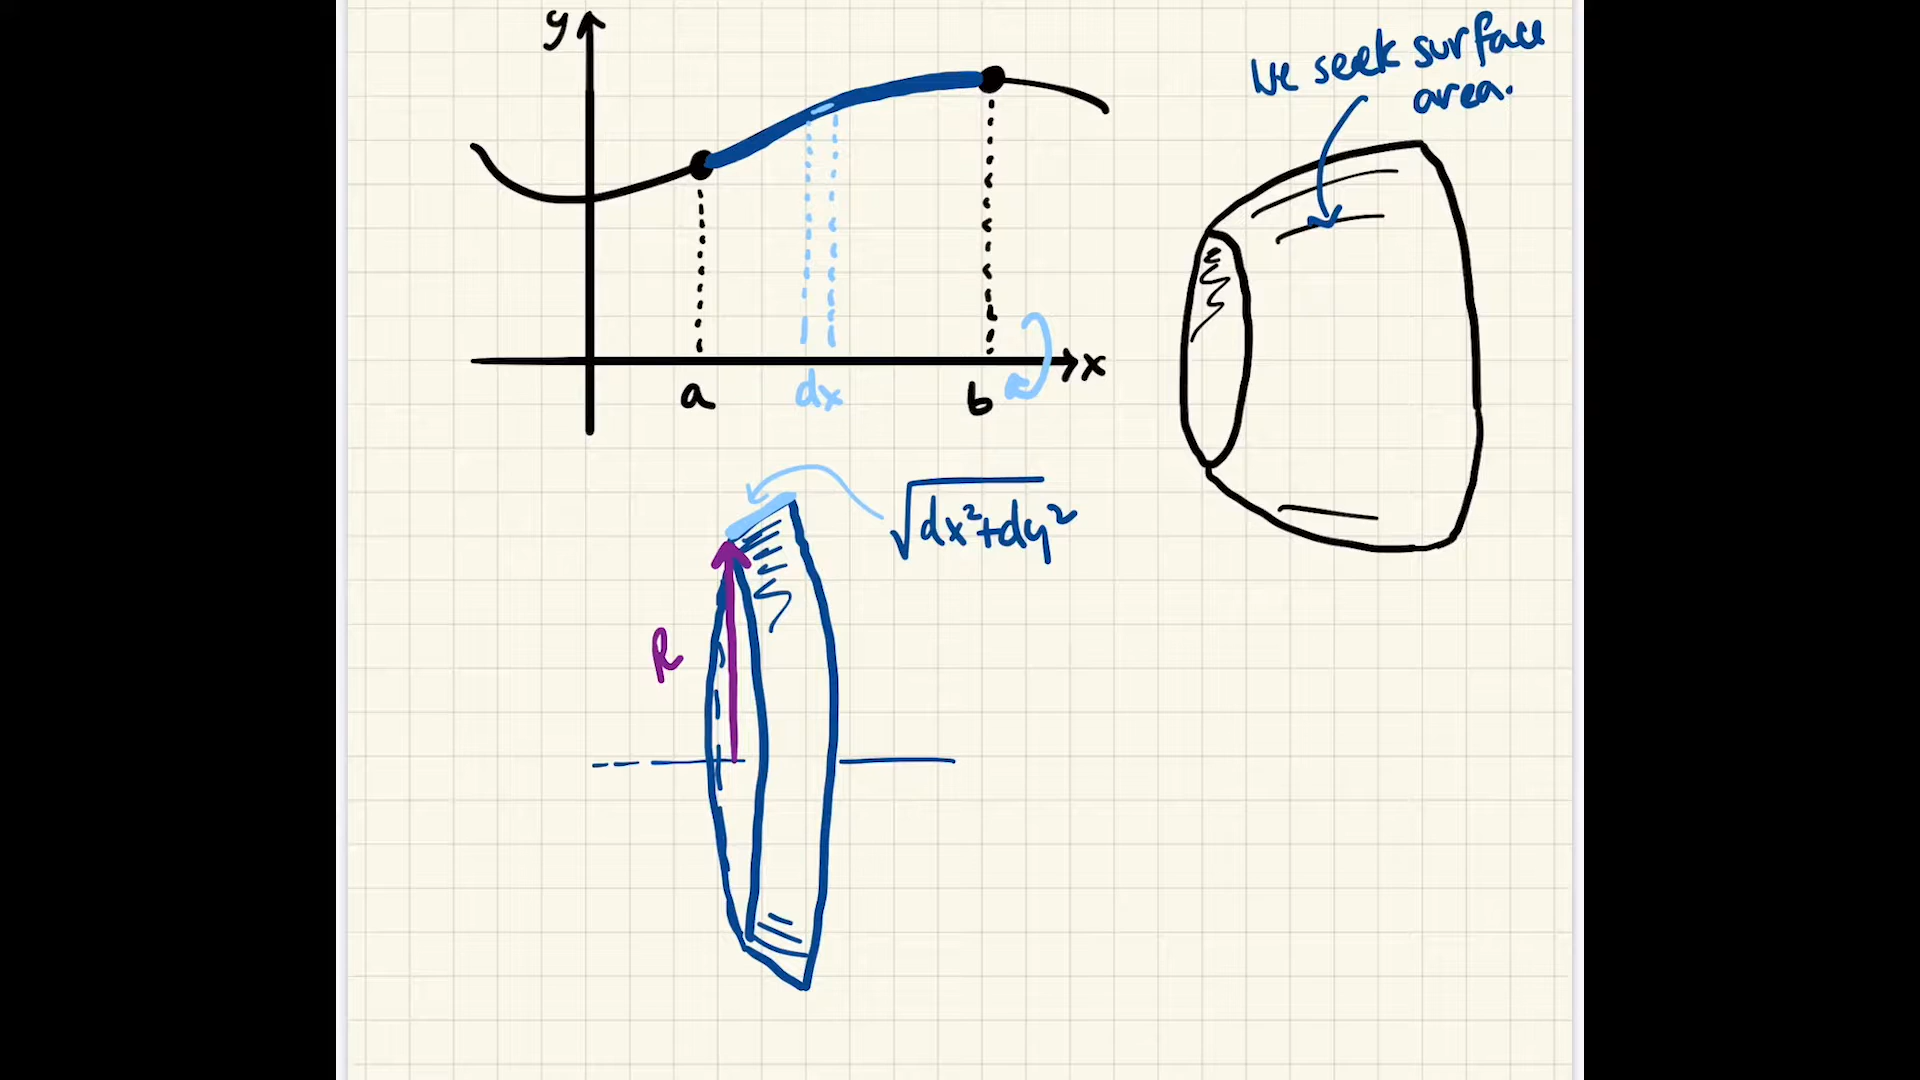 y
We seek surface
area.
x
a
dx
b
√dx²+dy²
R